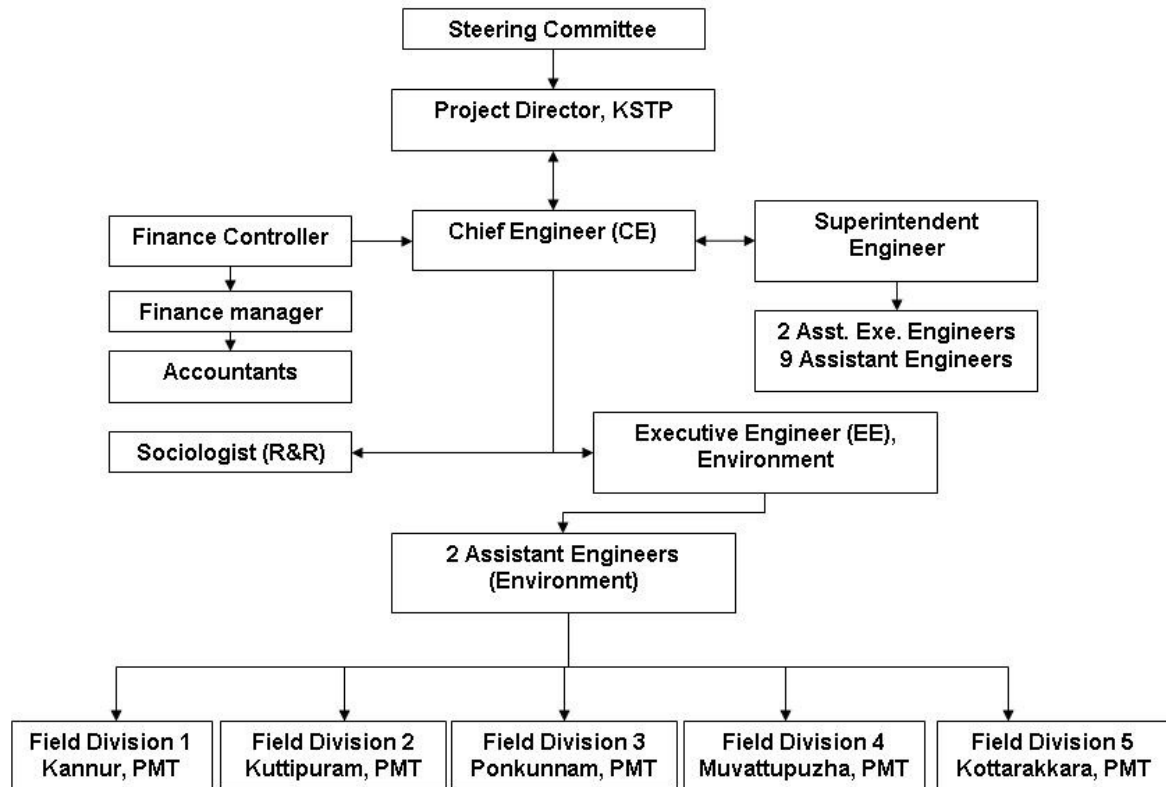 Steering Committee
Project Director, KSTP
Finance Controller
Chief Engineer (CE)
Superintendent
Engineer
Finance manager
2 Asst. Exe. Engineers
9 Assistant Engineers
Accountants
Sociologist (R&R)
Executive Engineer (EE),
Environment
2 Assistant Engineers
(Environment)
Field Division 1
Kannur, PMT
Field Division 2
Kuttipuram, PMT
Field Division 3
Ponkunnam, PMT
Field Division 4
Muvattupuzha, PMT
Field Division 5
Kottarakkara, PMT